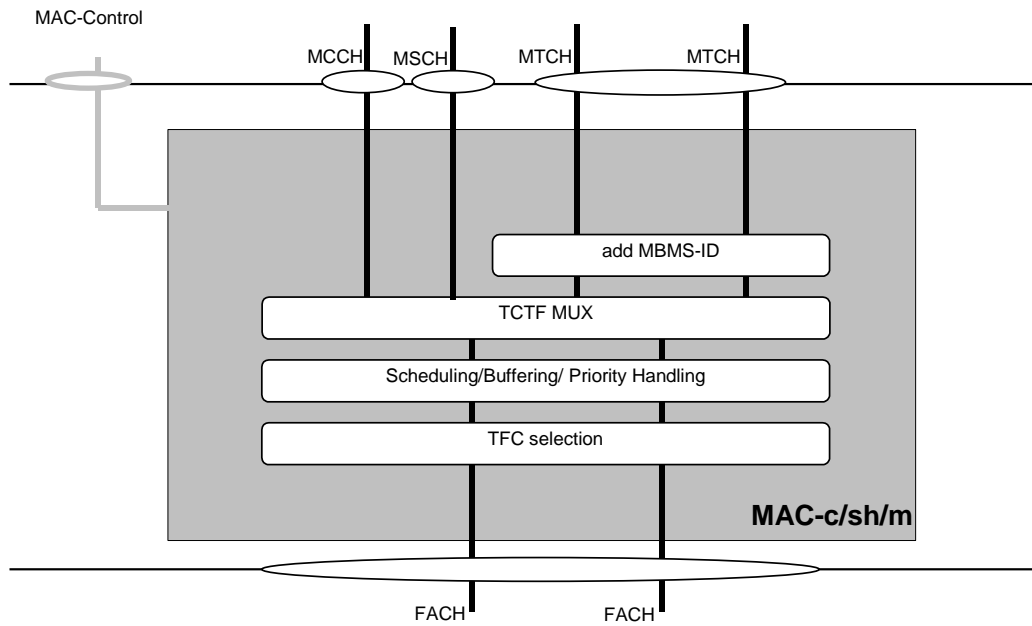 MAC-Control
MCCH
MSCH
MTCH
MTCH
add MBMS-ID
TCTF MUX
Scheduling/Buffering/ Priority Handling
TFC selection
MAC-c/sh/m
FACH
FACH